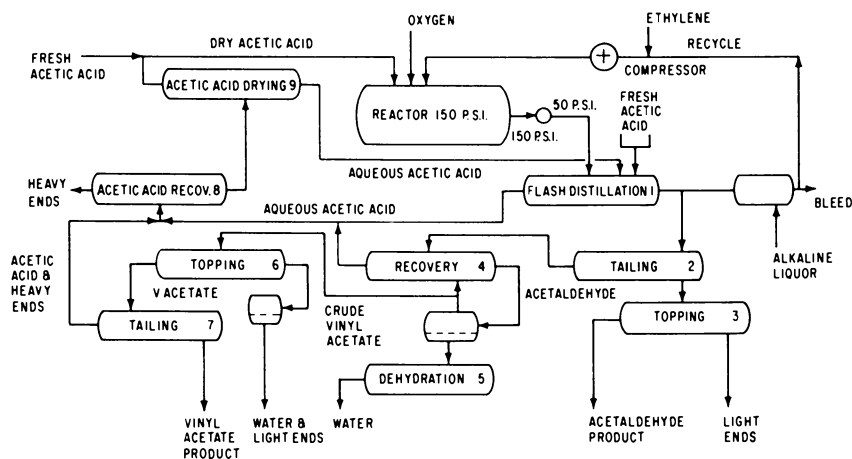 OXYGEN
ETHYLENE
DRY ACETIC ACID
RECYCLE
FRESH
ACETIC ACID
COMPRESSOR
ACETIC ACID DRYING 9
REACTOR 150 P.S.I.
50 P.S.I.
150 P.S.I.
FRESH
ACETIC
ACID
AQUEOUS ACETIC ACID
HEAVY
ENDS
ACETIC ACID RECOV. 8
FLASH DISTILLATION 1
BLEED
AQUEOUS ACETIC ACID
ALKALINE
LIQUOR
ACETIC
ACID &
HEAVY
ENDS
TOPPING 6
RECOVERY 4
TAILING 2
V ACETATE
ACETALDEHYDE
TAILING 7
CRUDE
VINYL
ACETATE
TOPPING 3
DEHYDRATION 5
VINYL
ACETATE
PRODUCT
WATER &
LIGHT ENDS
WATER
ACETALDEHYDE
PRODUCT
LIGHT
ENDS